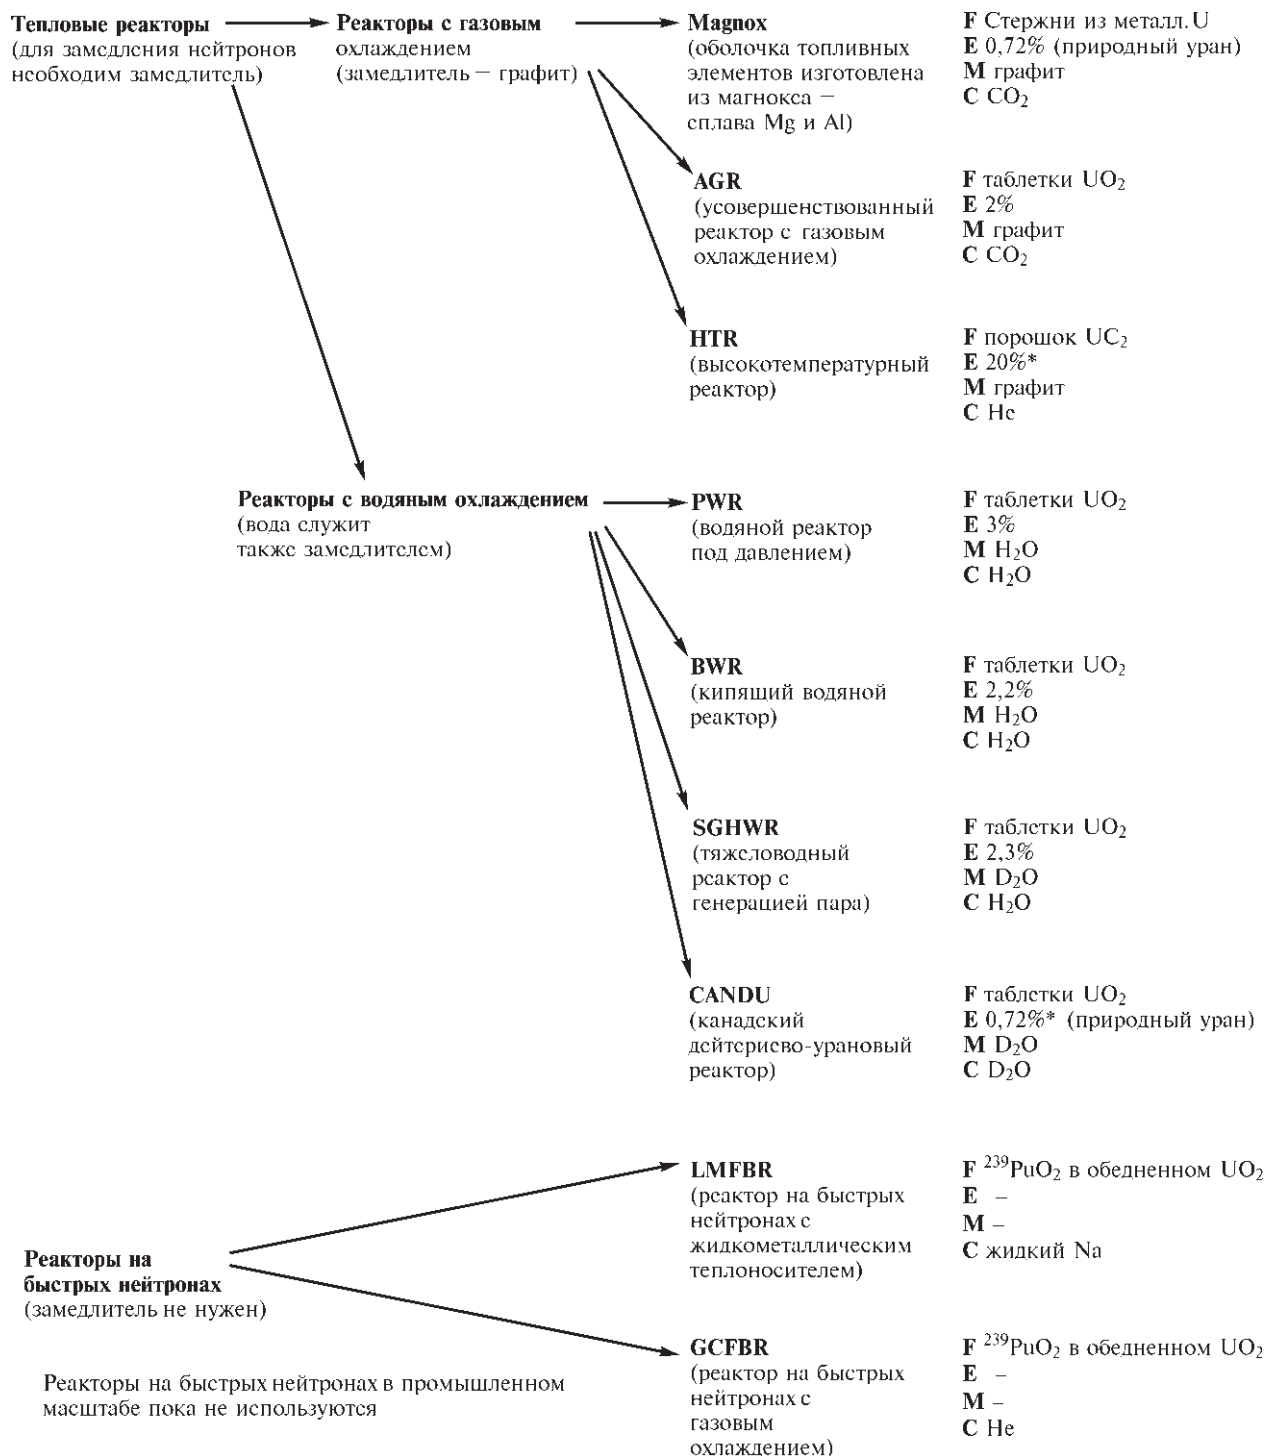 Тепловые реакторы
(для замедления нейтронов
необходим замедлитель)
Реакторы с газовым
охлаждением
(замедлитель — графит)
Magnox
(оболочка топливных
элементов изготовлена
из магнокса —
сплава Mg и Al)
F Стержни из металл. U
E 0,72% (природный уран)
M графит
C CO₂
AGR
(усовершенствованный
реактор с газовым
охлаждением)
F таблетки UO₂
E 2%
M графит
C CO₂
HTR
(высокотемпературный
реактор)
F порошок UC₂
E 20%*
M графит
C He
Реакторы с водяным охлаждением
(вода служит
также замедлителем)
PWR
(водяной реактор
под давлением)
F таблетки UO₂
E 3%
M H₂O
C H₂O
BWR
(кипящий водяной
реактор)
F таблетки UO₂
E 2,2%
M H₂O
C H₂O
SGHWR
(тяжеловодный
реактор с
генерацией пара)
F таблетки UO₂
E 2,3%
M D₂O
C H₂O
CANDU
(канадский
дейтериево-урановый
реактор)
F таблетки UO₂
E 0,72%* (природный уран)
M D₂O
C D₂O
Реакторы на
быстрых нейтронах
(замедлитель не нужен)
LMFBR
(реактор на быстрых
нейтронах с
жидкометаллическим
теплоносителем)
F ²³⁹PuO₂ в обедненном UO₂
E –
M –
C жидкий Na
GCFBR
(реактор на быстрых
нейтронах с
газовым
охлаждением)
F ²³⁹PuO₂ в обедненном UO₂
E –
M –
C He
Реакторы на быстрых нейтронах в промышленном
масштабе пока не используются